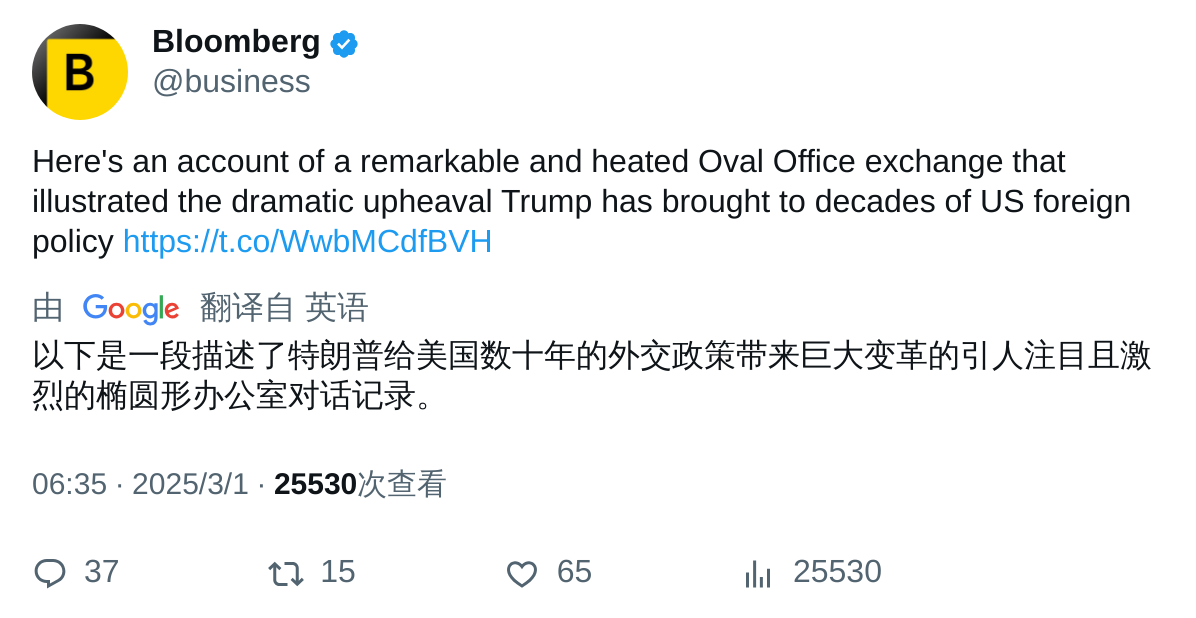 B
Bloomberg
@business
Here's an account of a remarkable and heated Oval Office exchange that
illustrated the dramatic upheaval Trump has brought to decades of US foreign
policy https://t.co/WwbMCdfBVH
由 Google 翻译自 英语
以下是一段描述了特朗普给美国数十年的外交政策带来巨大变革的引人注目且激
烈的椭圆形办公室对话记录。
06:35 · 2025/3/1 · 25530次查看
37 15 65 25530